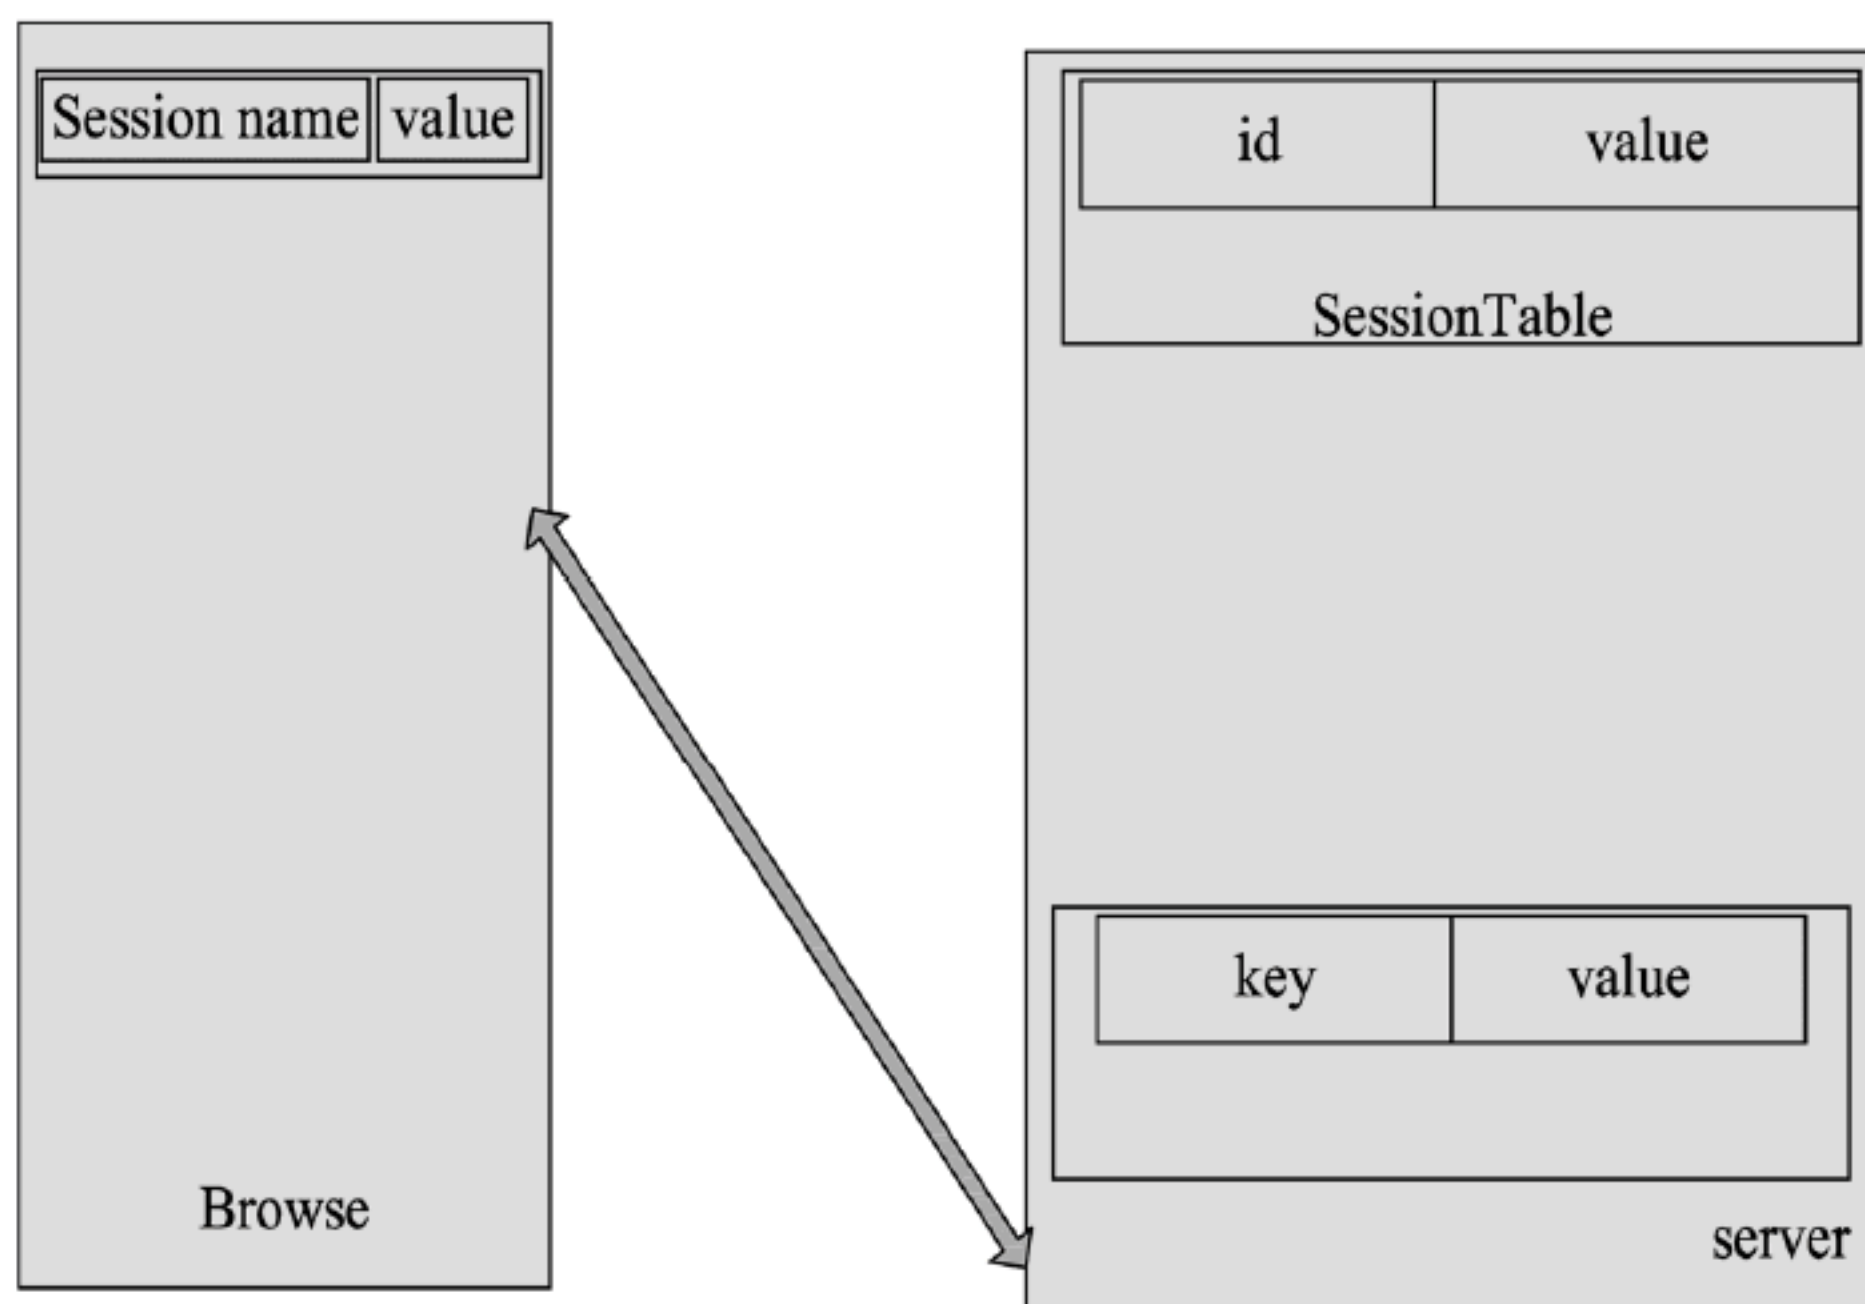 Session name value
id value
SessionTable
key value
Browse
server